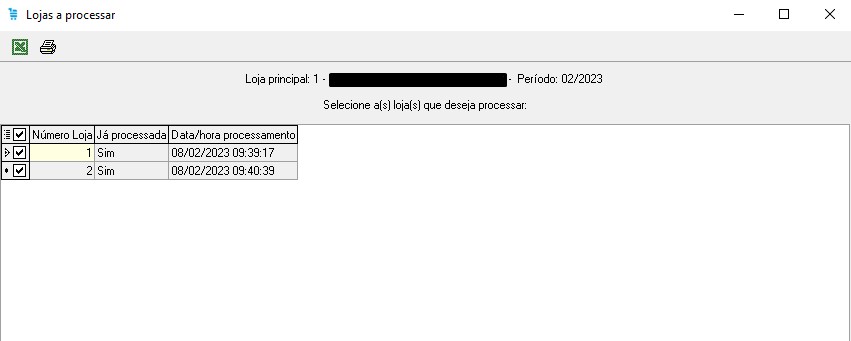 Lojas a processar
Loja principal: 1 - - Período: 02/2023
Selecione a(s) loja(s) que deseja processar:
Número Loja Já processada Data/hora processamento
1 Sim 08/02/2023 09:39:17
2 Sim 08/02/2023 09:40:39